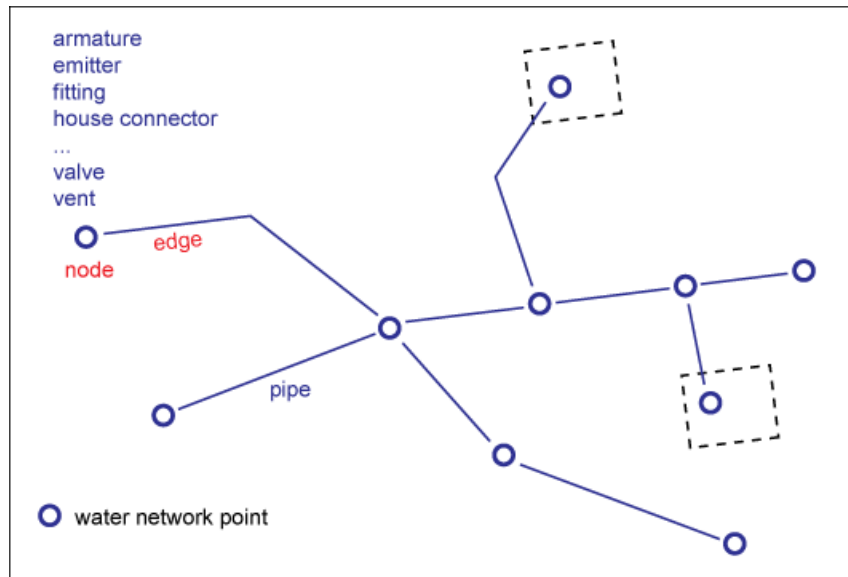 armature
emitter
fitting
house connector
...
valve
vent
edge
node
pipe
water network point